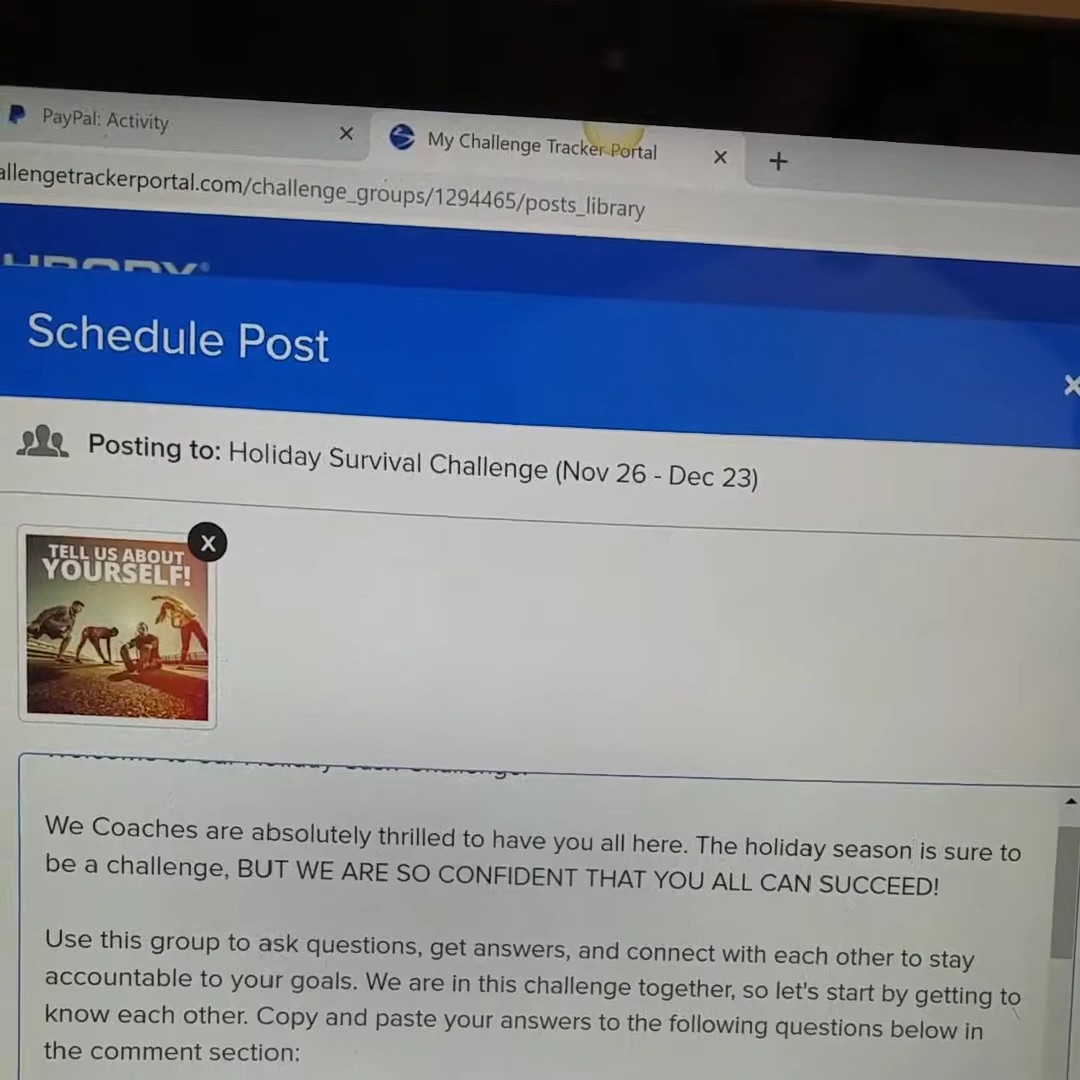 PayPal: Activity
My Challenge Tracker Portal
allengetrackerportal.com/challenge_groups/1294465/posts_library
Schedule Post
Posting to: Holiday Survival Challenge (Nov 26 - Dec 23)
TELL US ABOUT
YOURSELF!
We Coaches are absolutely thrilled to have you all here. The holiday season is sure to
be a challenge, BUT WE ARE SO CONFIDENT THAT YOU ALL CAN SUCCEED!
Use this group to ask questions, get answers, and connect with each other to stay
accountable to your goals. We are in this challenge together, so let's start by getting to
know each other. Copy and paste your answers to the following questions below in
the comment section: